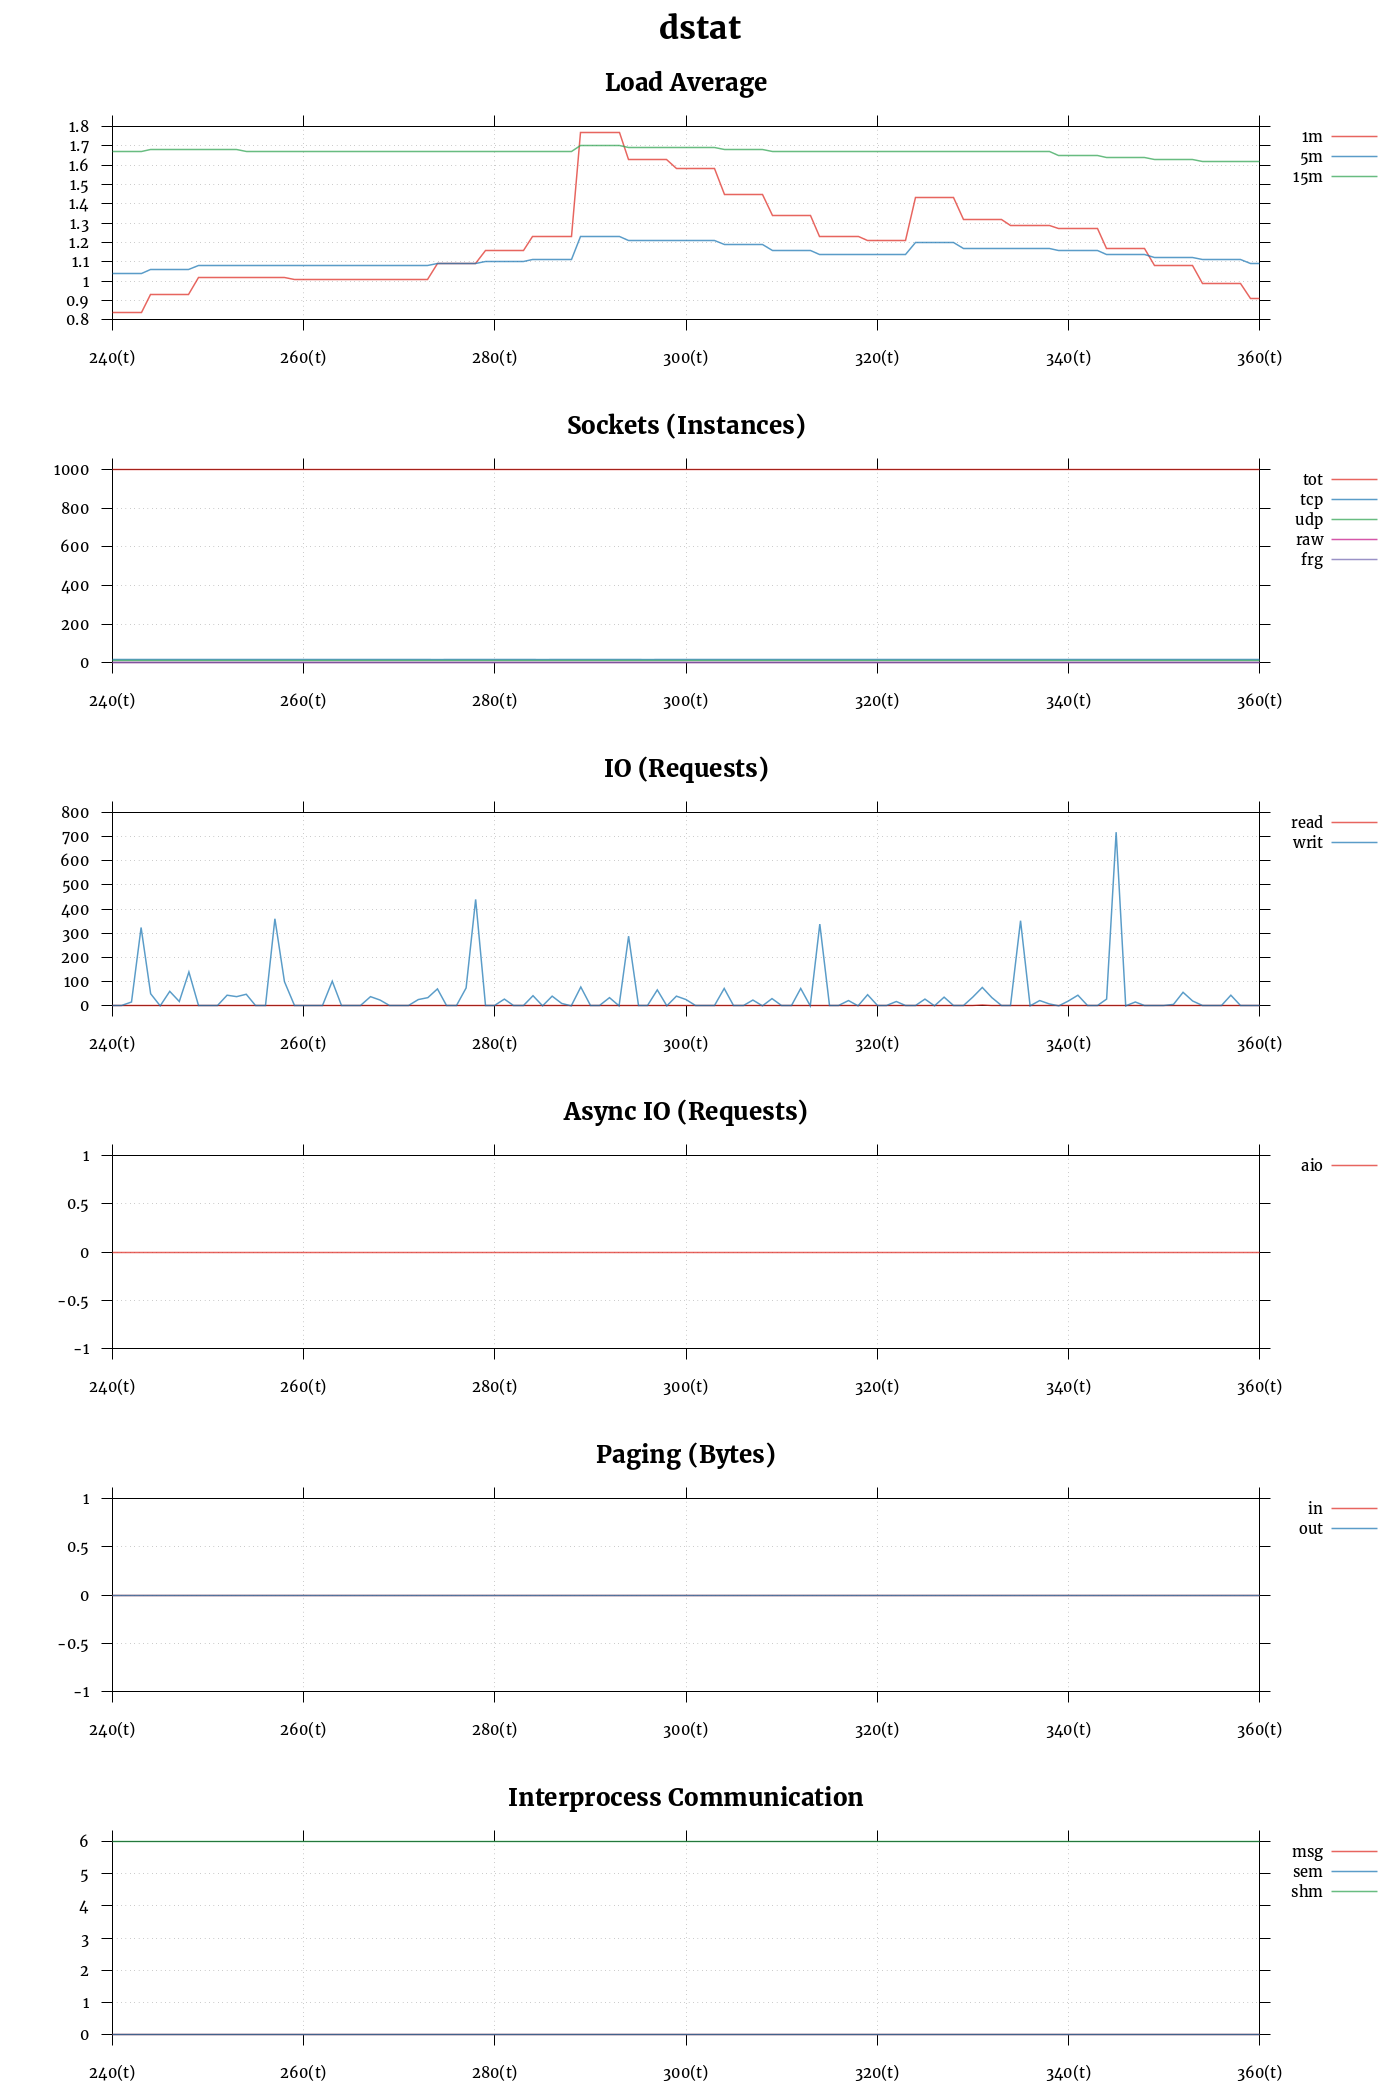 dstat
Load Average
1.8
1.7
1.6
1.5
1.4
1.3
1.2
1.1
1
0.9
0.8
240(t) 260(t) 280(t) 300(t) 320(t) 340(t) 360(t)
1m
5m
15m
Sockets (Instances)
1000
800
600
400
200
0
240(t) 260(t) 280(t) 300(t) 320(t) 340(t) 360(t)
tot
tcp
udp
raw
frg
IO (Requests)
800
700
600
500
400
300
200
100
0
240(t) 260(t) 280(t) 300(t) 320(t) 340(t) 360(t)
read
writ
Async IO (Requests)
1
0.5
0
-0.5
-1
240(t) 260(t) 280(t) 300(t) 320(t) 340(t) 360(t)
aio
Paging (Bytes)
1
0.5
0
-0.5
-1
240(t) 260(t) 280(t) 300(t) 320(t) 340(t) 360(t)
in
out
Interprocess Communication
6
5
4
3
2
1
0
240(t) 260(t) 280(t) 300(t) 320(t) 340(t) 360(t)
msg
sem
shm